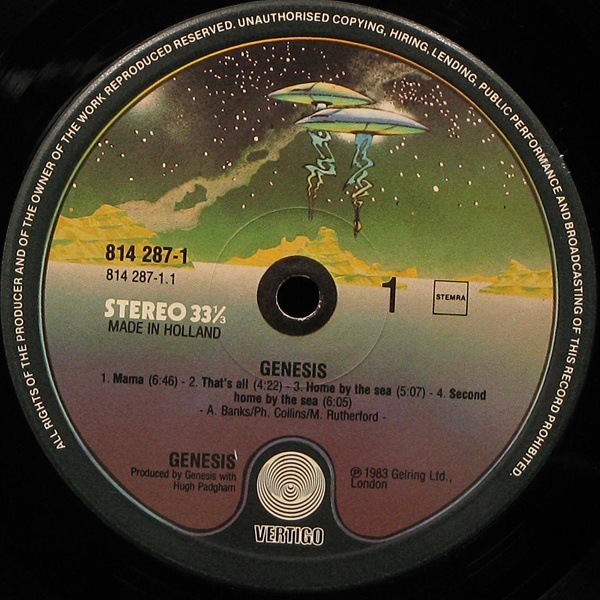 ALL RIGHTS OF THE PRODUCER AND OF THE OWNER OF THE WORK REPRODUCED RESERVED. UNAUTHORISED COPYING, HIRING, LENDING, PUBLIC PERFORMANCE AND BROADCASTING OF THIS RECORD PROHIBITED.
814 287-1
814 287-1.1
STEREO 33⅓
MADE IN HOLLAND
1
STEMRA
GENESIS
1. Mama (6:46) - 2. That's all (4:22) - 3. Home by the sea (5:07) - 4. Second
home by the sea (6:05)
- A. Banks/Ph. Collins/M. Rutherford -
GENESIS
Produced by Genesis with
Hugh Padgham
℗ 1983 Gelring Ltd.,
London
VERTIGO